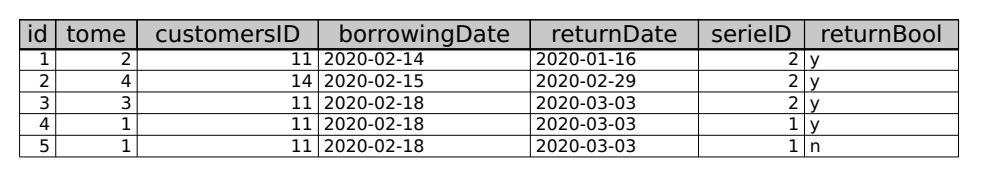 id tome customersID borrowingDate returnDate serieID returnBool
1 2 11 2020-02-14 2020-01-16 2 y
2 4 14 2020-02-15 2020-02-29 2 y
3 3 11 2020-02-18 2020-03-03 2 y
4 1 11 2020-02-18 2020-03-03 1 y
5 1 11 2020-02-18 2020-03-03 1 n